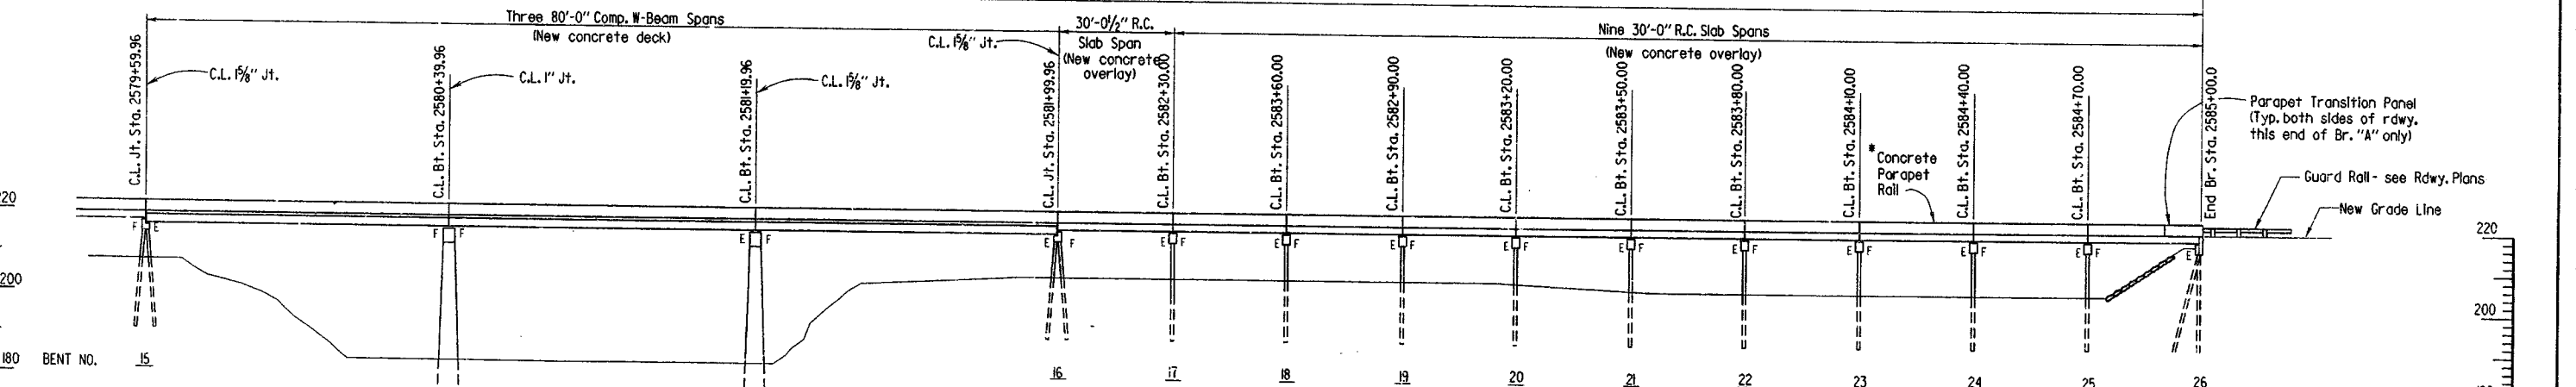 Three 80'-0" Comp. W-Beam Spans
(New concrete deck)
30'-0½" R.C.
Slab Span
(New concrete
overlay)
Nine 30'-0" R.C. Slab Spans
(New concrete overlay)
C.L. Jt. Sta. 2579+59.96
C.L. 1⅝" Jt.
C.L. Bt. Sta. 2580+39.96
C.L. 1" Jt.
C.L. Bt. Sta. 2581+19.96
C.L. 1⅝" Jt.
C.L. 1⅝" Jt.
C.L. Jt. Sta. 2581+99.96
C.L. Bt. Sta. 2582+30.00
C.L. Bt. Sta. 2583+60.00
C.L. Bt. Sta. 2582+90.00
C.L. Bt. Sta. 2583+20.00
C.L. Bt. Sta. 2583+50.00
C.L. Bt. Sta. 2583+80.00
C.L. Bt. Sta. 2584+10.00
C.L. Bt. Sta. 2584+40.00
C.L. Bt. Sta. 2584+70.00
End Br. Sta. 2585+00.0
Parapet Transition Panel
(Typ. both sides of rdwy.
this end of Br. "A" only)
*Concrete
Parapet
Rail
Guard Rail - see Rdwy. Plans
New Grade Line
20
200
180
220
200
F E
F F
E F
E F
E F
E F
E F
E F
E F
E F
E F
E F
E F
E
BENT NO. 15 16 17 18 19 20 21 22 23 24 25 26